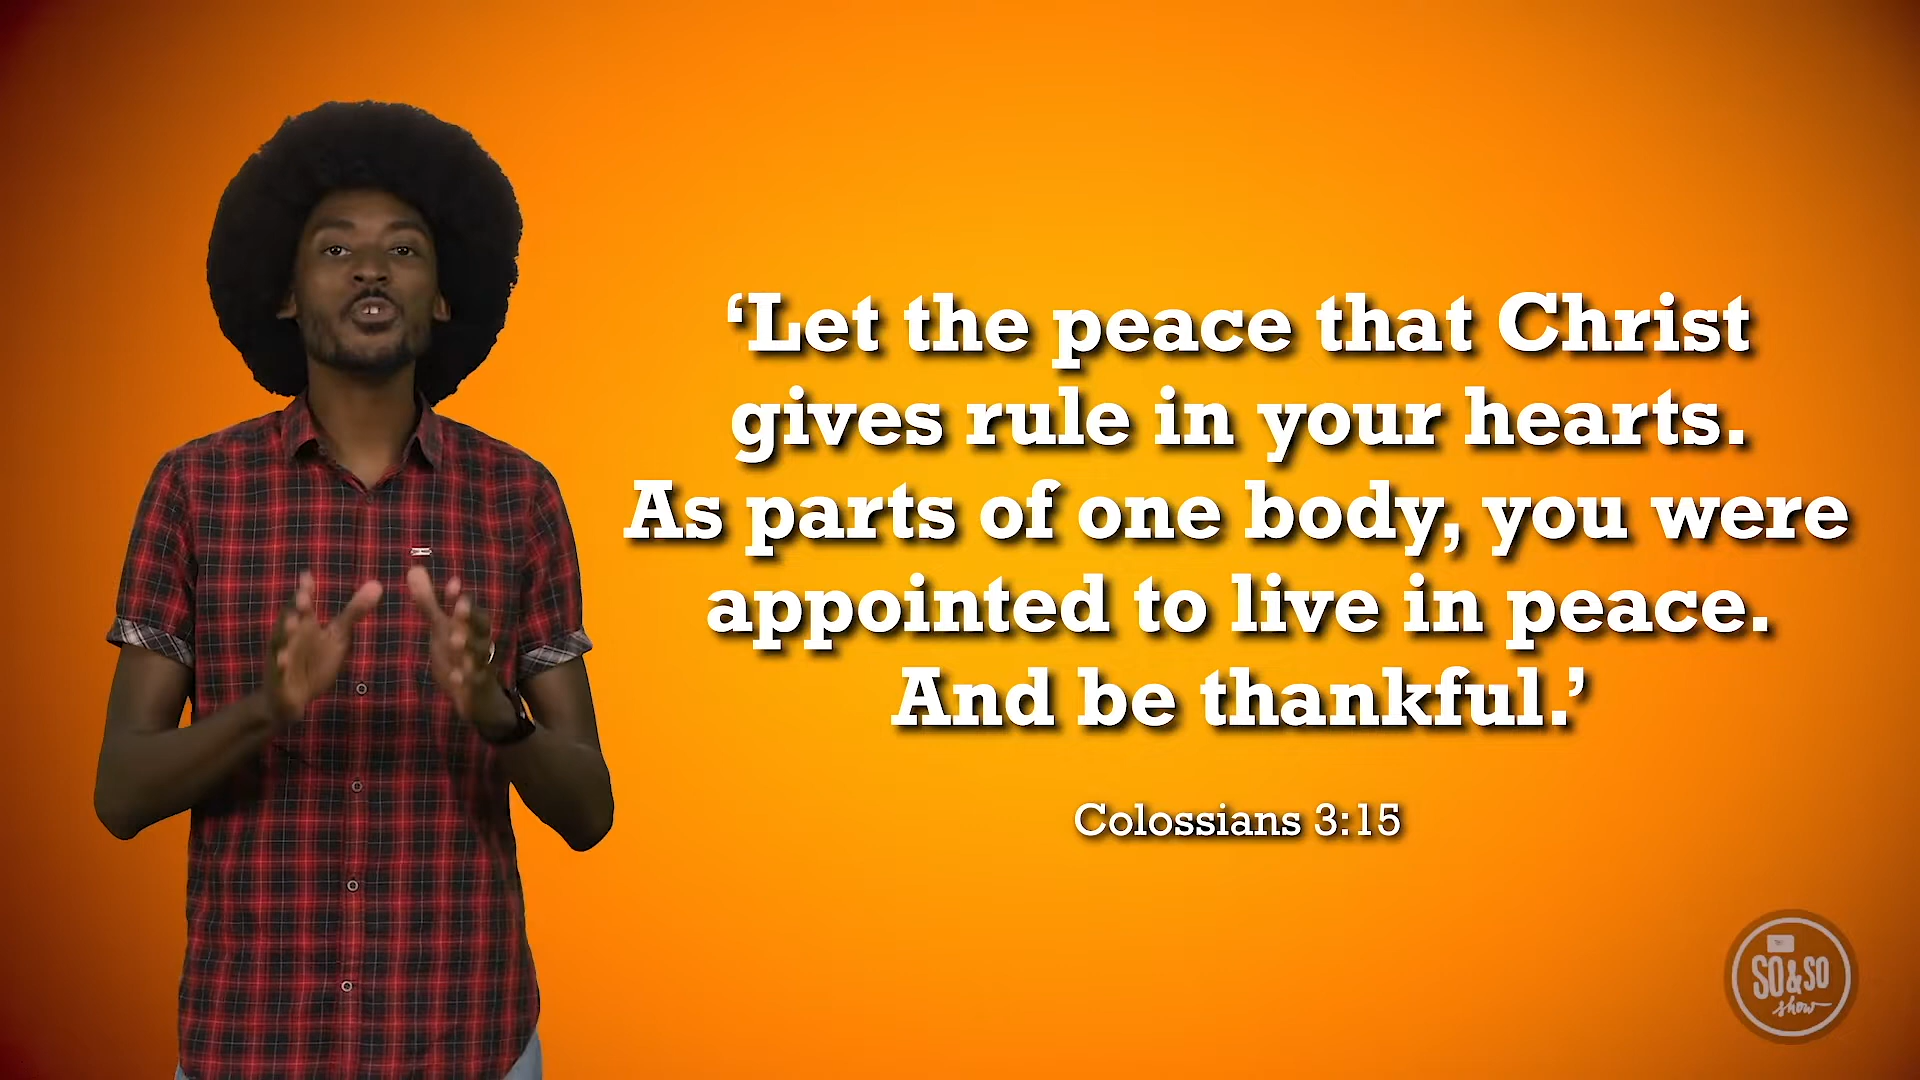 ‘Let the peace that Christ
gives rule in your hearts.
As parts of one body, you were
appointed to live in peace.
And be thankful.’
Colossians 3:15
SO&SO
show